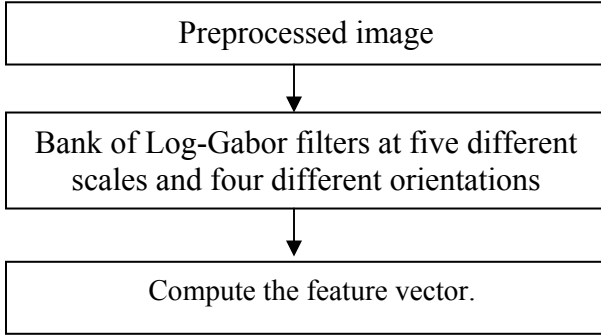 Preprocessed image
Bank of Log-Gabor filters at five different
scales and four different orientations
Compute the feature vector.